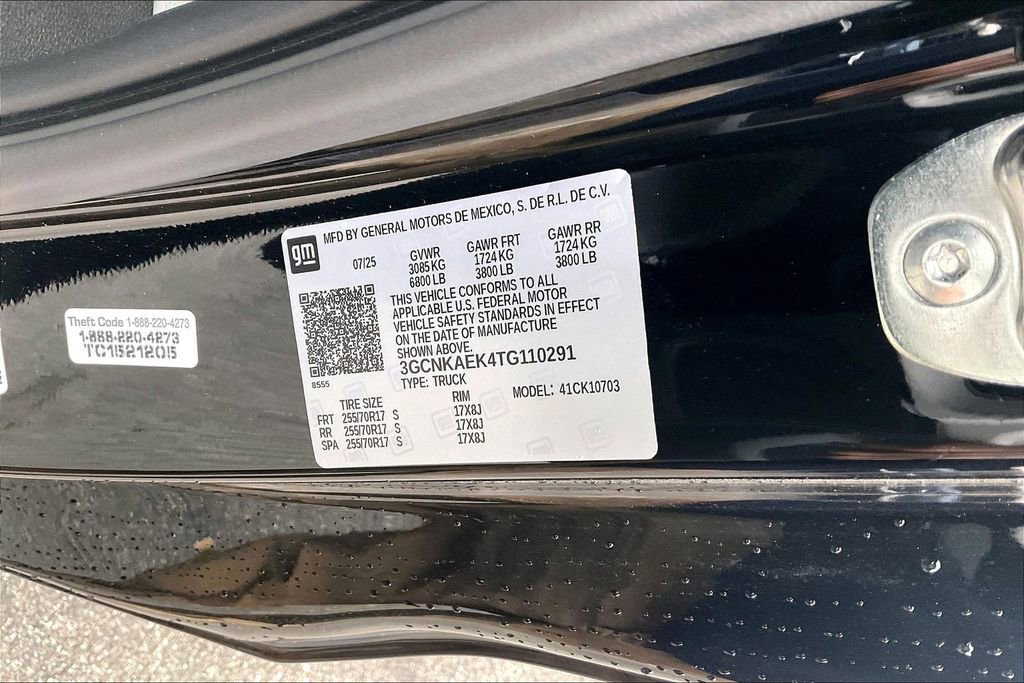 gm
MFD BY GENERAL MOTORS DE MEXICO, S. DE R.L. DE C.V.
07/25
GVWR GAWR FRT GAWR RR
3085 KG 1724 KG 1724 KG
6800 LB 3800 LB 3800 LB
THIS VEHICLE CONFORMS TO ALL
APPLICABLE U.S. FEDERAL MOTOR
VEHICLE SAFETY STANDARDS IN EFFECT
ON THE DATE OF MANUFACTURE
SHOWN ABOVE.
8555
3GCNKAEK4TG110291
TYPE: TRUCK
MODEL: 41CK10703
TIRE SIZE RIM
FRT 255/70R17 S 17X8J
RR 255/70R17 S 17X8J
SPA 255/70R17 S 17X8J
Theft Code 1-888-220-4273
1-888-220-4273
TC1521205